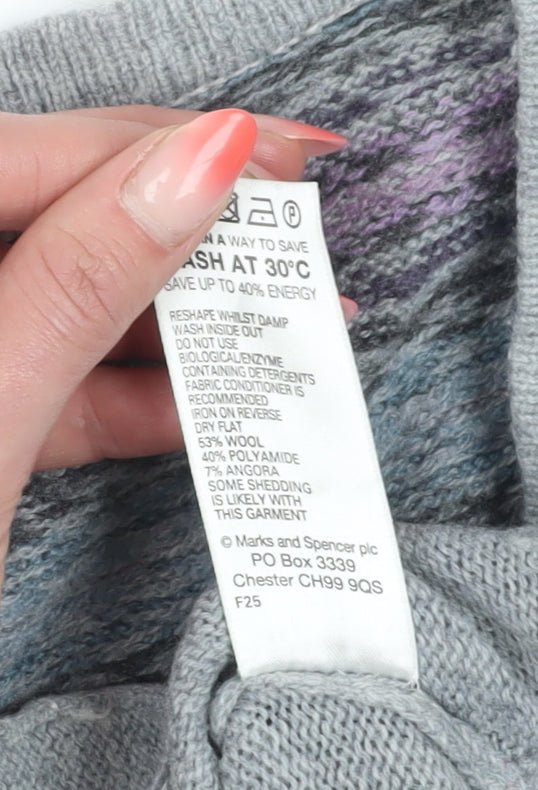 P
A WAY TO SAVE
ASH AT 30°C
SAVE UP TO 40% ENERGY
RESHAPE WHILST DAMP
WASH INSIDE OUT
DO NOT USE
BIOLOGICAL/ENZYME
CONTAINING DETERGENTS
FABRIC CONDITIONER IS
RECOMMENDED
IRON ON REVERSE
DRY FLAT
53% WOOL
40% POLYAMIDE
7% ANGORA
SOME SHEDDING
IS LIKELY WITH
THIS GARMENT
© Marks and Spencer plc
PO Box 3339
Chester CH99 9QS
F25